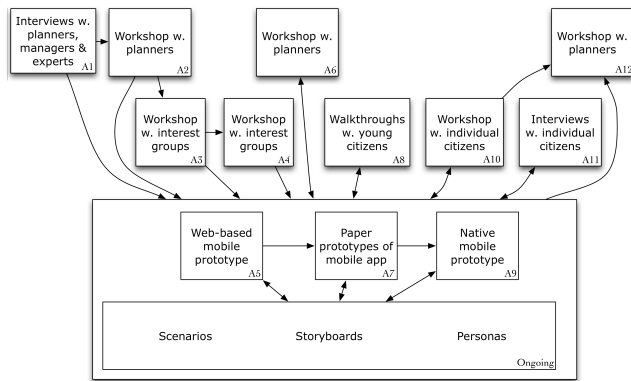 Interviews w.
planners,
managers &
experts
A1
Workshop w.
planners
A2
Workshop w.
planners
A6
Workshop w.
planners
A12
Workshop
w. interest
groups
A3
Workshop
w. interest
groups
A4
Walkthroughs
w. young
citizens
A8
Workshop
w. individual
citizens
A10
Interviews
w. individual
citizens
A11
Web-based
mobile
prototype
A5
Paper
prototypes of
mobile app
A7
Native
mobile
prototype
A9
Scenarios
Storyboards
Personas
Ongoing